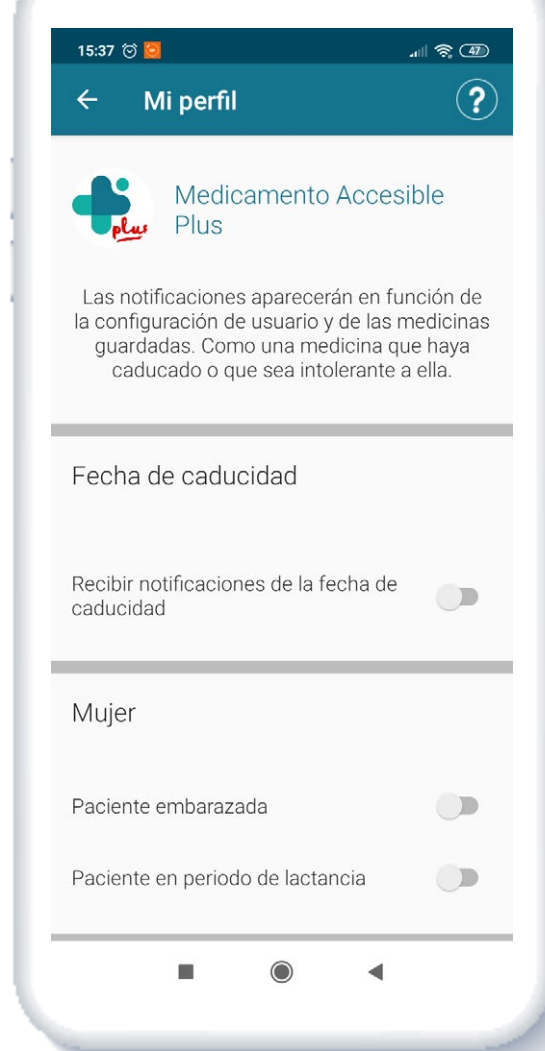 15:37
47
Mi perfil
?
plus
Medicamento Accesible
Plus
Las notificaciones aparecerán en función de
la configuración de usuario y de las medicinas
guardadas. Como una medicina que haya
caducado o que sea intolerante a ella.
Fecha de caducidad
Recibir notificaciones de la fecha de
caducidad
Mujer
Paciente embarazada
Paciente en periodo de lactancia